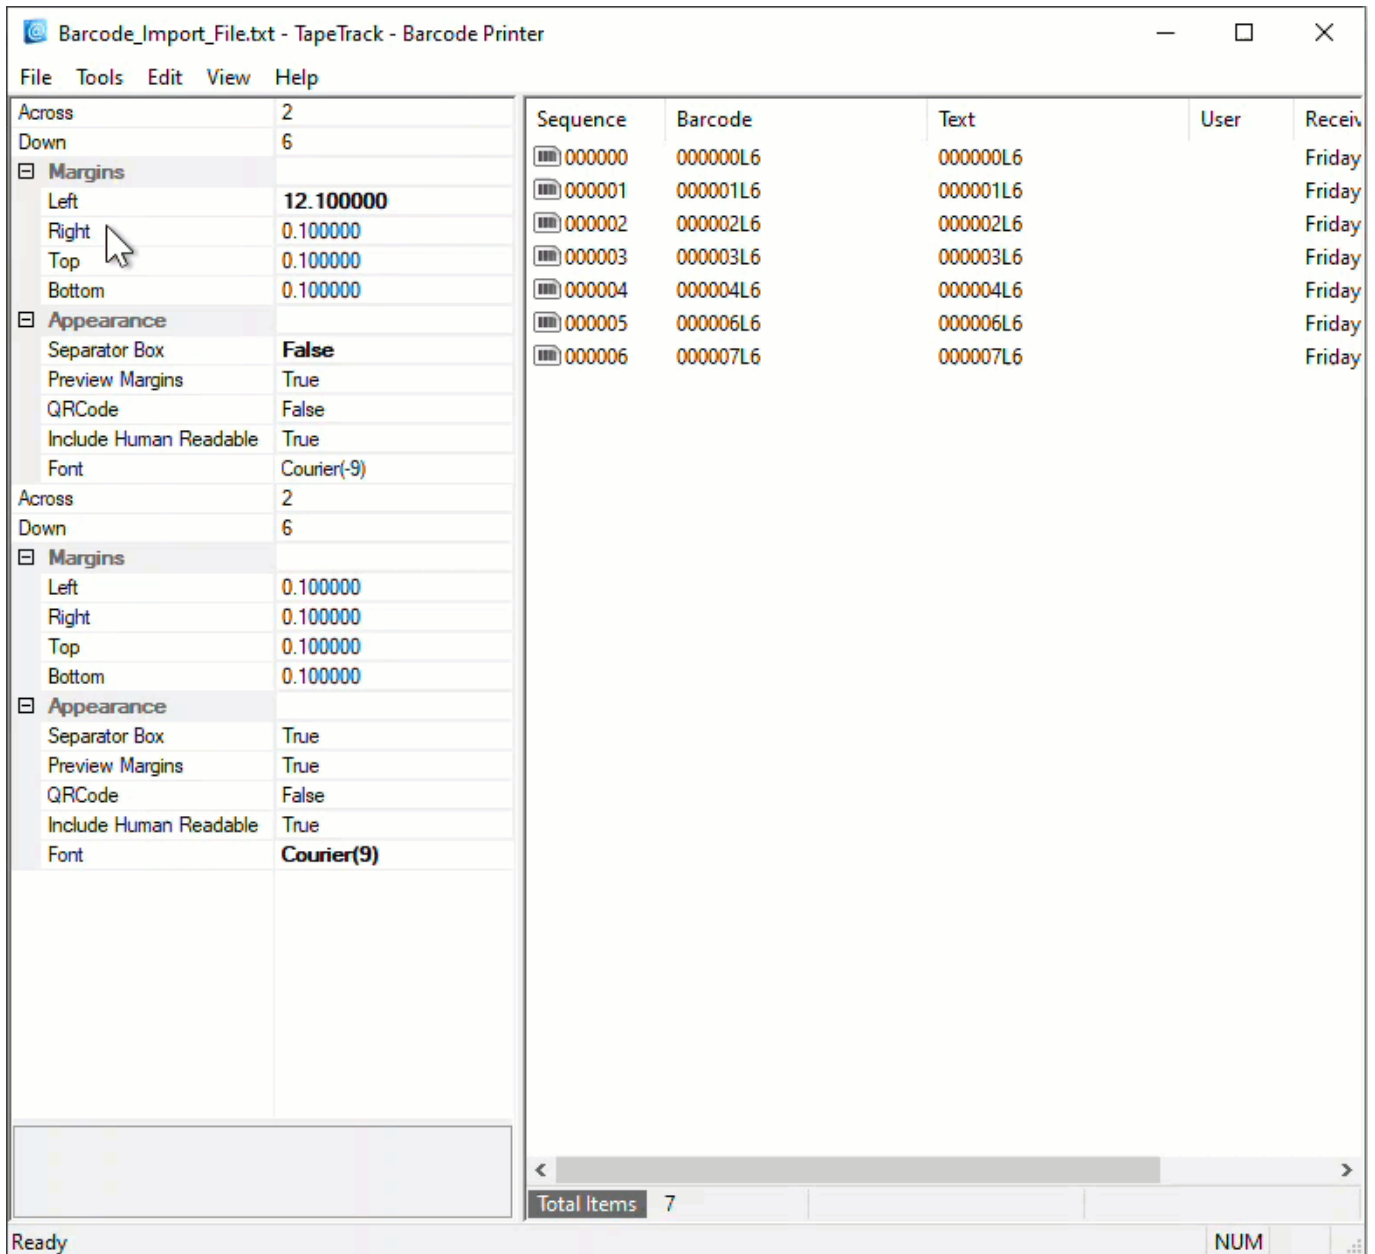 Barcode_Import_File.txt - TapeTrack - Barcode Printer
File Tools Edit View Help
Across 2
Down 6
Margins
Left 12.100000
Right 0.100000
Top 0.100000
Bottom 0.100000
Appearance
Separator Box False
Preview Margins True
QRCode False
Include Human Readable True
Font Courier(-9)
Across 2
Down 6
Margins
Left 0.100000
Right 0.100000
Top 0.100000
Bottom 0.100000
Appearance
Separator Box True
Preview Margins True
QRCode False
Include Human Readable True
Font Courier(9)
Sequence Barcode Text User Receiv
000000 000000L6 000000L6 Friday
000001 000001L6 000001L6 Friday
000002 000002L6 000002L6 Friday
000003 000003L6 000003L6 Friday
000004 000004L6 000004L6 Friday
000005 000006L6 000006L6 Friday
000006 000007L6 000007L6 Friday
Total Items 7
Ready NUM